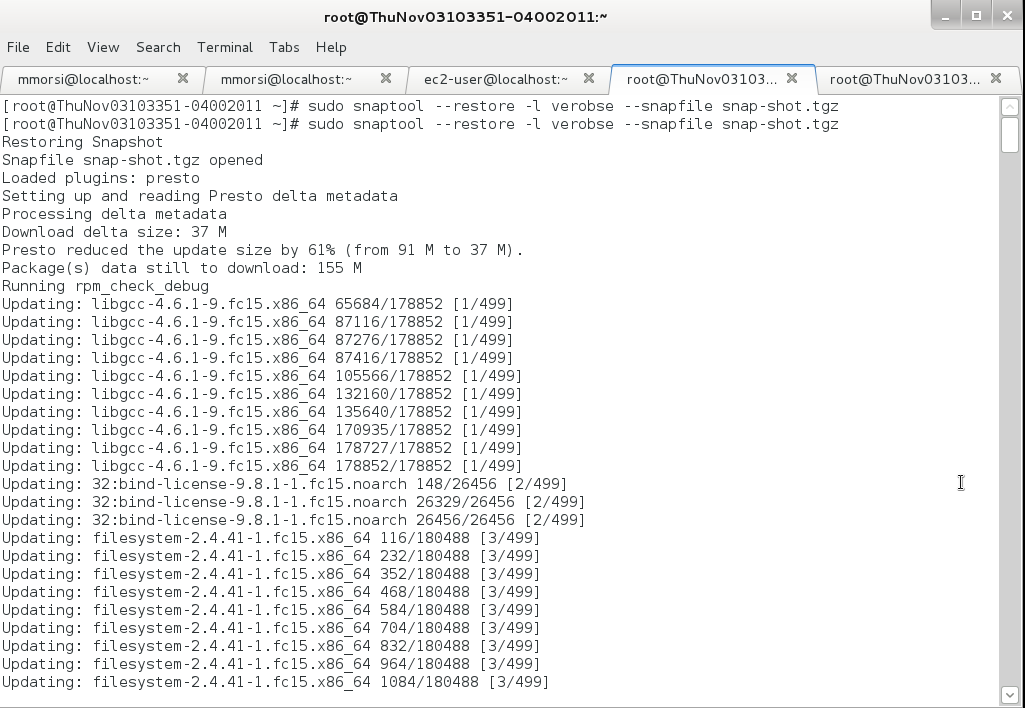 root@ThuNov03103351-04002011:~
File Edit View Search Terminal Tabs Help
mmorsi@localhost:~ mmorsi@localhost:~ ec2-user@localhost:~ root@ThuNov03103... root@ThuNov03103...
[root@ThuNov03103351-04002011 ~]# sudo snaptool --restore -l verobse --snapfile snap-shot.tgz
[root@ThuNov03103351-04002011 ~]# sudo snaptool --restore -l verobse --snapfile snap-shot.tgz
Restoring Snapshot
Snapfile snap-shot.tgz opened
Loaded plugins: presto
Setting up and reading Presto delta metadata
Processing delta metadata
Download delta size: 37 M
Presto reduced the update size by 61% (from 91 M to 37 M).
Package(s) data still to download: 155 M
Running rpm_check_debug
Updating: libgcc-4.6.1-9.fc15.x86_64 65684/178852 [1/499]
Updating: libgcc-4.6.1-9.fc15.x86_64 87116/178852 [1/499]
Updating: libgcc-4.6.1-9.fc15.x86_64 87276/178852 [1/499]
Updating: libgcc-4.6.1-9.fc15.x86_64 87416/178852 [1/499]
Updating: libgcc-4.6.1-9.fc15.x86_64 105566/178852 [1/499]
Updating: libgcc-4.6.1-9.fc15.x86_64 132160/178852 [1/499]
Updating: libgcc-4.6.1-9.fc15.x86_64 135640/178852 [1/499]
Updating: libgcc-4.6.1-9.fc15.x86_64 170935/178852 [1/499]
Updating: libgcc-4.6.1-9.fc15.x86_64 178727/178852 [1/499]
Updating: libgcc-4.6.1-9.fc15.x86_64 178852/178852 [1/499]
Updating: 32:bind-license-9.8.1-1.fc15.noarch 148/26456 [2/499]
Updating: 32:bind-license-9.8.1-1.fc15.noarch 26329/26456 [2/499]
Updating: 32:bind-license-9.8.1-1.fc15.noarch 26456/26456 [2/499]
Updating: filesystem-2.4.41-1.fc15.x86_64 116/180488 [3/499]
Updating: filesystem-2.4.41-1.fc15.x86_64 232/180488 [3/499]
Updating: filesystem-2.4.41-1.fc15.x86_64 352/180488 [3/499]
Updating: filesystem-2.4.41-1.fc15.x86_64 468/180488 [3/499]
Updating: filesystem-2.4.41-1.fc15.x86_64 584/180488 [3/499]
Updating: filesystem-2.4.41-1.fc15.x86_64 704/180488 [3/499]
Updating: filesystem-2.4.41-1.fc15.x86_64 832/180488 [3/499]
Updating: filesystem-2.4.41-1.fc15.x86_64 964/180488 [3/499]
Updating: filesystem-2.4.41-1.fc15.x86_64 1084/180488 [3/499]